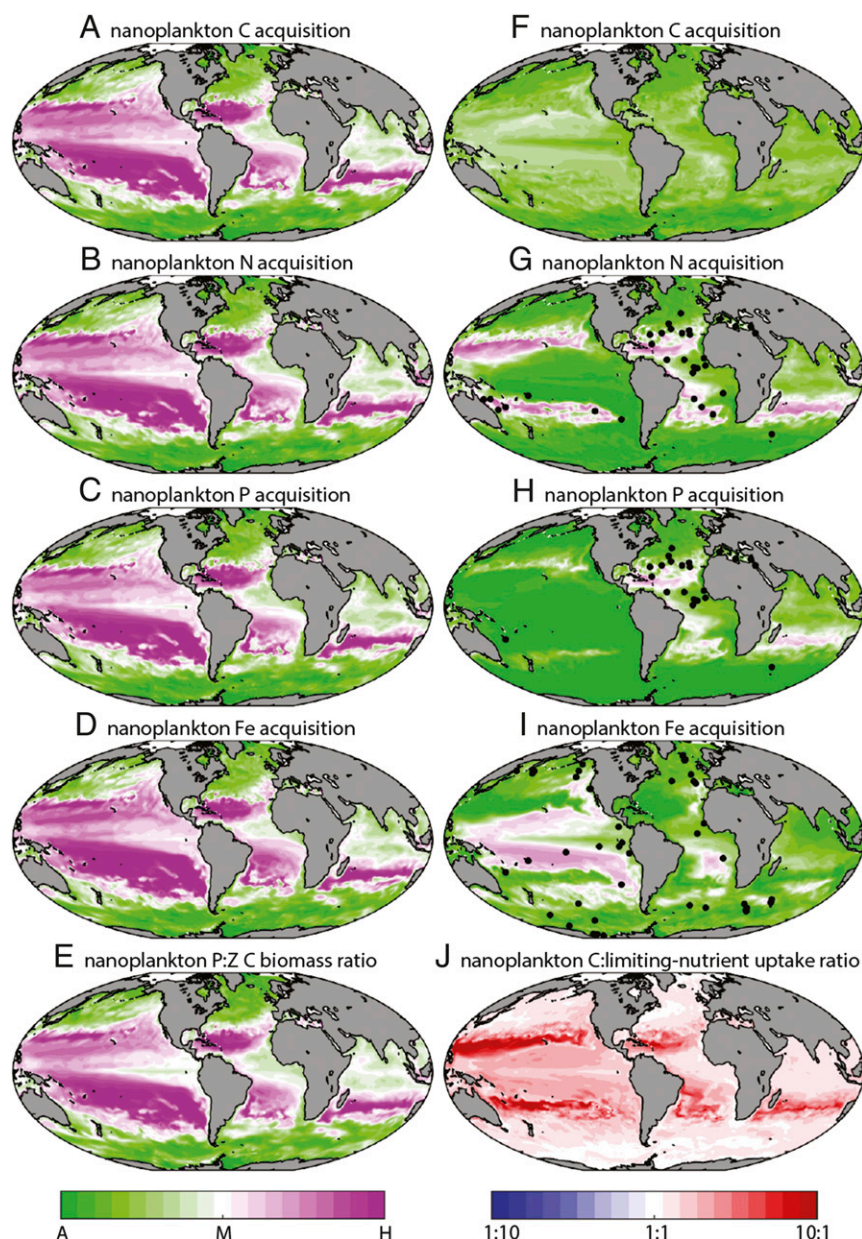 A nanoplankton C acquisition
F nanoplankton C acquisition
B nanoplankton N acquisition
G nanoplankton N acquisition
C nanoplankton P acquisition
H nanoplankton P acquisition
D nanoplankton Fe acquisition
I nanoplankton Fe acquisition
E nanoplankton P:Z C biomass ratio
J nanoplankton C:limiting-nutrient uptake ratio
A M H
1:10 1:1 10:1